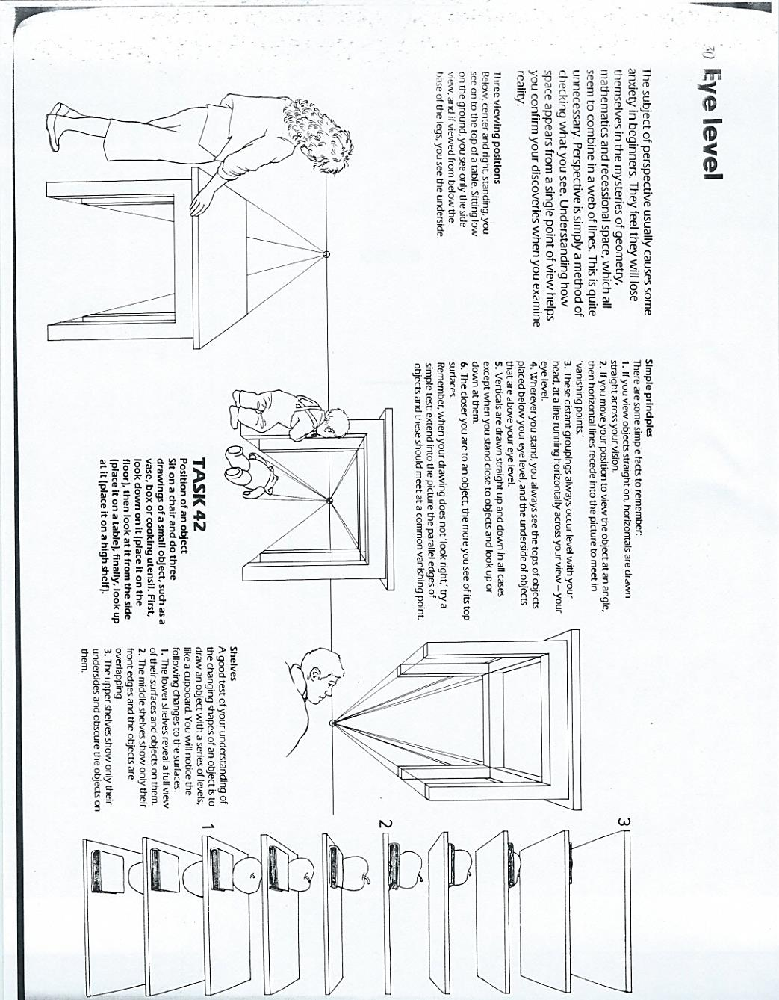 30 Eye level
The subject of perspective usually causes some
anxiety in beginners. They feel they will lose
themselves in the mysteries of geometry,
mathematics and recessional space, which all
seem to combine in a web of lines. This is quite
unnecessary. Perspective is simply a method of
checking what you see. Understanding how
space appears from a single point of view helps
you confirm your discoveries when you examine
reality.
Three viewing positions
Below, center and right, standing, you
see on to the top of a table. Sitting low
on the ground, you see only the side
view, and if viewed from below the
base of the legs, you see the underside.
Simple principles
There are some simple facts to remember:
1. If you view objects straight on, horizontals are drawn
straight across your vision.
2. If you move your position to view the object at an angle,
then horizontal lines recede into the picture to meet in
'vanishing points.'
3. These distant groupings always occur level with your
head, at a line running horizontally across your view – your
eye level.
4. Wherever you stand, you always see the tops of objects
placed below your eye level, and the underside of objects
that are above your eye level.
5. Verticals are drawn straight up and down in all cases
except when you stand close to objects and look up or
down at them.
6. The closer you are to an object, the more you see of its top
surfaces.
Remember, when your drawing does not 'look right,' try a
simple test: extend into the picture the parallel edges of
objects and these should meet at a common vanishing point.
TASK 42
Position of an object
Sit on a chair and do three
drawings of a small object, such as a
vase, box or cooking utensil. First,
look down on it (place it on the
floor), then look at it from the side
(place it on a table), finally, look up
at it (place it on a high shelf).
Shelves
A good test of your understanding of
the changing shapes of an object is to
draw an object with a series of levels,
like a cupboard. You will notice the
following changes to the surfaces:
1. The lower shelves reveal a full view
of their surfaces and objects on them.
2. The middle shelves show only their
front edges and the objects are
overlapping.
3. The upper shelves show only their
undersides and obscure the objects on
them.
3
2
1